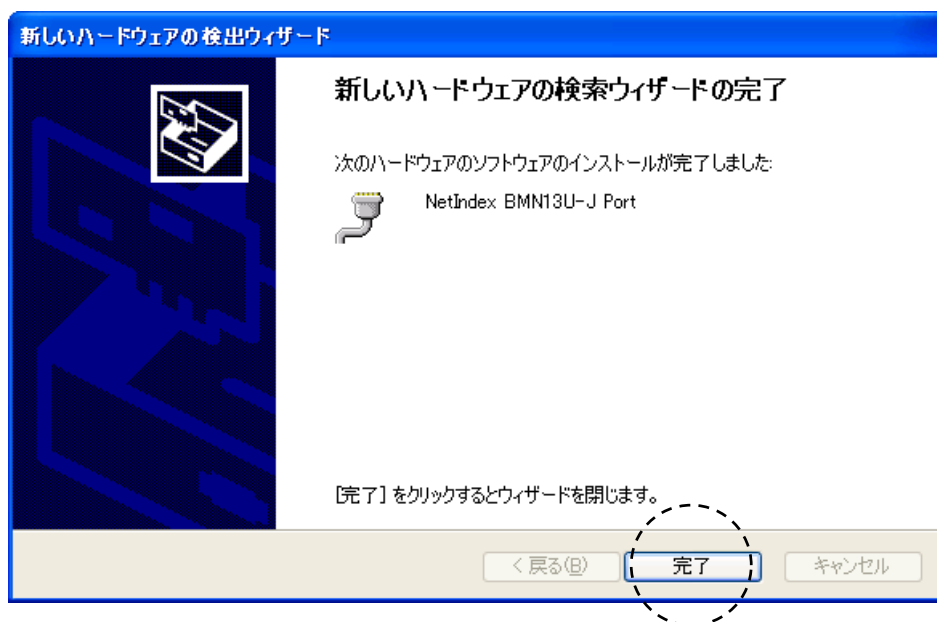 新しいハードウェアの検出ウィザード
新しいハードウェアの検索ウィザードの完了
次のハードウェアのソフトウェアのインストールが完了しました:
NetIndex BMN13U-J Port
[完了] をクリックするとウィザードを閉じます。
< 戻る(B) 完了 キャンセル